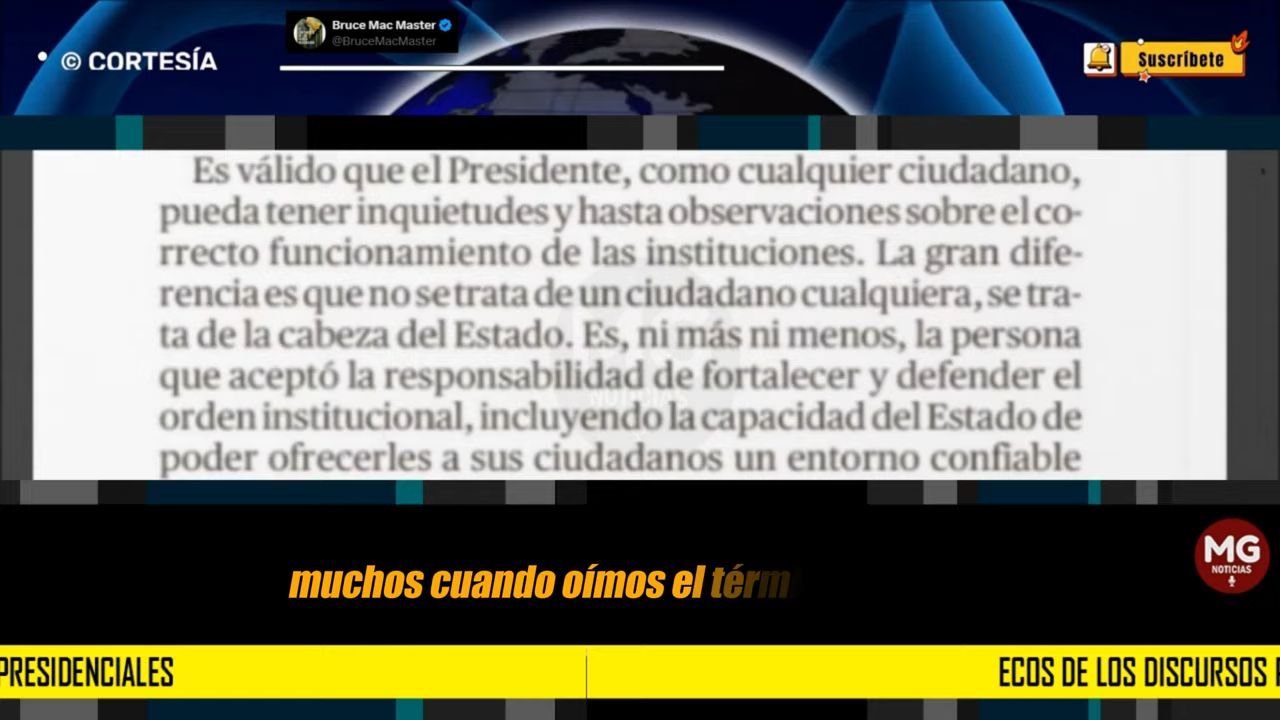 Bruce Mac Master
@BruceMacMaster
© CORTESÍA
Suscríbete
Es válido que el Presidente, como cualquier ciudadano,
pueda tener inquietudes y hasta observaciones sobre el co-
rrecto funcionamiento de las instituciones. La gran dife-
rencia es que no se trata de un ciudadano cualquiera, se tra-
ta de la cabeza del Estado. Es, ni más ni menos, la persona
que aceptó la responsabilidad de fortalecer y defender el
orden institucional, incluyendo la capacidad del Estado de
poder ofrecerles a sus ciudadanos un entorno confiable
MG
NOTICIAS
muchos cuando oímos el térm
PRESIDENCIALES
ECOS DE LOS DISCURSOS